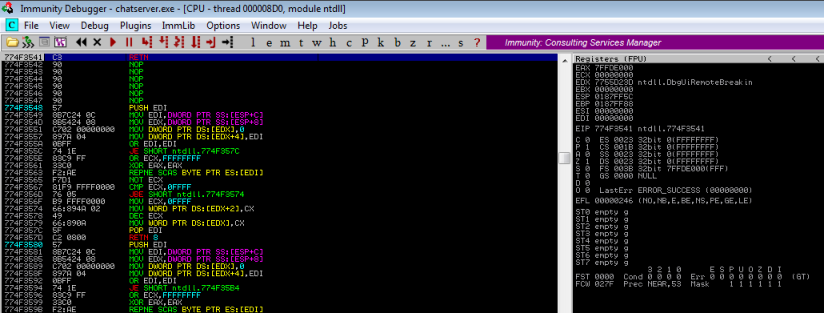 Immunity Debugger - chatserver.exe - [CPU - thread 000008D0, module ntdll]
C File View Debug Plugins ImmLib Options Window Help Jobs
l e m t w h c P k b z r ... s ? Immunity: Consulting Services Manager
774F3541 C3 RETN
774F3542 90 NOP
774F3543 90 NOP
774F3544 90 NOP
774F3545 90 NOP
774F3546 90 NOP
774F3547 90 NOP
774F3548 57 PUSH EDI
774F3549 8B7C24 0C MOV EDI,DWORD PTR SS:[ESP+C]
774F354D 8B5424 08 MOV EDX,DWORD PTR SS:[ESP+8]
774F3551 C702 00000000 MOV DWORD PTR DS:[EDX],0
774F3557 897A 04 MOV DWORD PTR DS:[EDX+4],EDI
774F355A 0BFF OR EDI,EDI
774F355C 74 1E JE SHORT ntdll.774F357C
774F355E 83C9 FF OR ECX,FFFFFFFF
774F3561 33C0 XOR EAX,EAX
774F3563 F2:AE REPNE SCAS BYTE PTR ES:[EDI]
774F3565 F7D1 NOT ECX
774F3567 81F9 FFFF0000 CMP ECX,0FFFF
774F356D 76 05 JBE SHORT ntdll.774F3574
774F356F B9 FFFF0000 MOV ECX,0FFFF
774F3574 66:894A 02 MOV WORD PTR DS:[EDX+2],CX
774F3578 49 DEC ECX
774F3579 66:890A MOV WORD PTR DS:[EDX],CX
774F357C 5F POP EDI
774F357D C2 0800 RETN 8
774F3580 57 PUSH EDI
774F3581 8B7C24 0C MOV EDI,DWORD PTR SS:[ESP+C]
774F3585 8B5424 08 MOV EDX,DWORD PTR SS:[ESP+8]
774F3589 C702 00000000 MOV DWORD PTR DS:[EDX],0
774F358F 897A 04 MOV DWORD PTR DS:[EDX+4],EDI
774F3592 0BFF OR EDI,EDI
774F3594 74 1E JE SHORT ntdll.774F35B4
774F3596 83C9 FF OR ECX,FFFFFFFF
774F3599 33C0 XOR EAX,EAX
774F359B F2:AE REPNE SCAS BYTE PTR ES:[EDI]
Registers (FPU) < < <
EAX 7FFDE000
ECX 00000000
EDX 7755D23D ntdll.DbgUiRemoteBreakin
EBX 00000000
ESP 0187FF5C
EBP 0187FF88
ESI 00000000
EDI 00000000
EIP 774F3541 ntdll.774F3541
C 0 ES 0023 32bit 0(FFFFFFFF)
P 1 CS 001B 32bit 0(FFFFFFFF)
A 0 SS 0023 32bit 0(FFFFFFFF)
Z 1 DS 0023 32bit 0(FFFFFFFF)
S 0 FS 003B 32bit 7FFDE000(FFF)
T 0 GS 0000 NULL
D 0
O 0 LastErr ERROR_SUCCESS (00000000)
EFL 00000246 (NO,NB,E,BE,NS,PE,GE,LE)
ST0 empty g
ST1 empty g
ST2 empty g
ST3 empty g
ST4 empty g
ST5 empty g
ST6 empty g
ST7 empty g
3 2 1 0 E S P U O Z D I
FST 0000 Cond 0 0 0 0 Err 0 0 0 0 0 0 0 0 (GT)
FCW 027F Prec NEAR,53 Mask 1 1 1 1 1 1